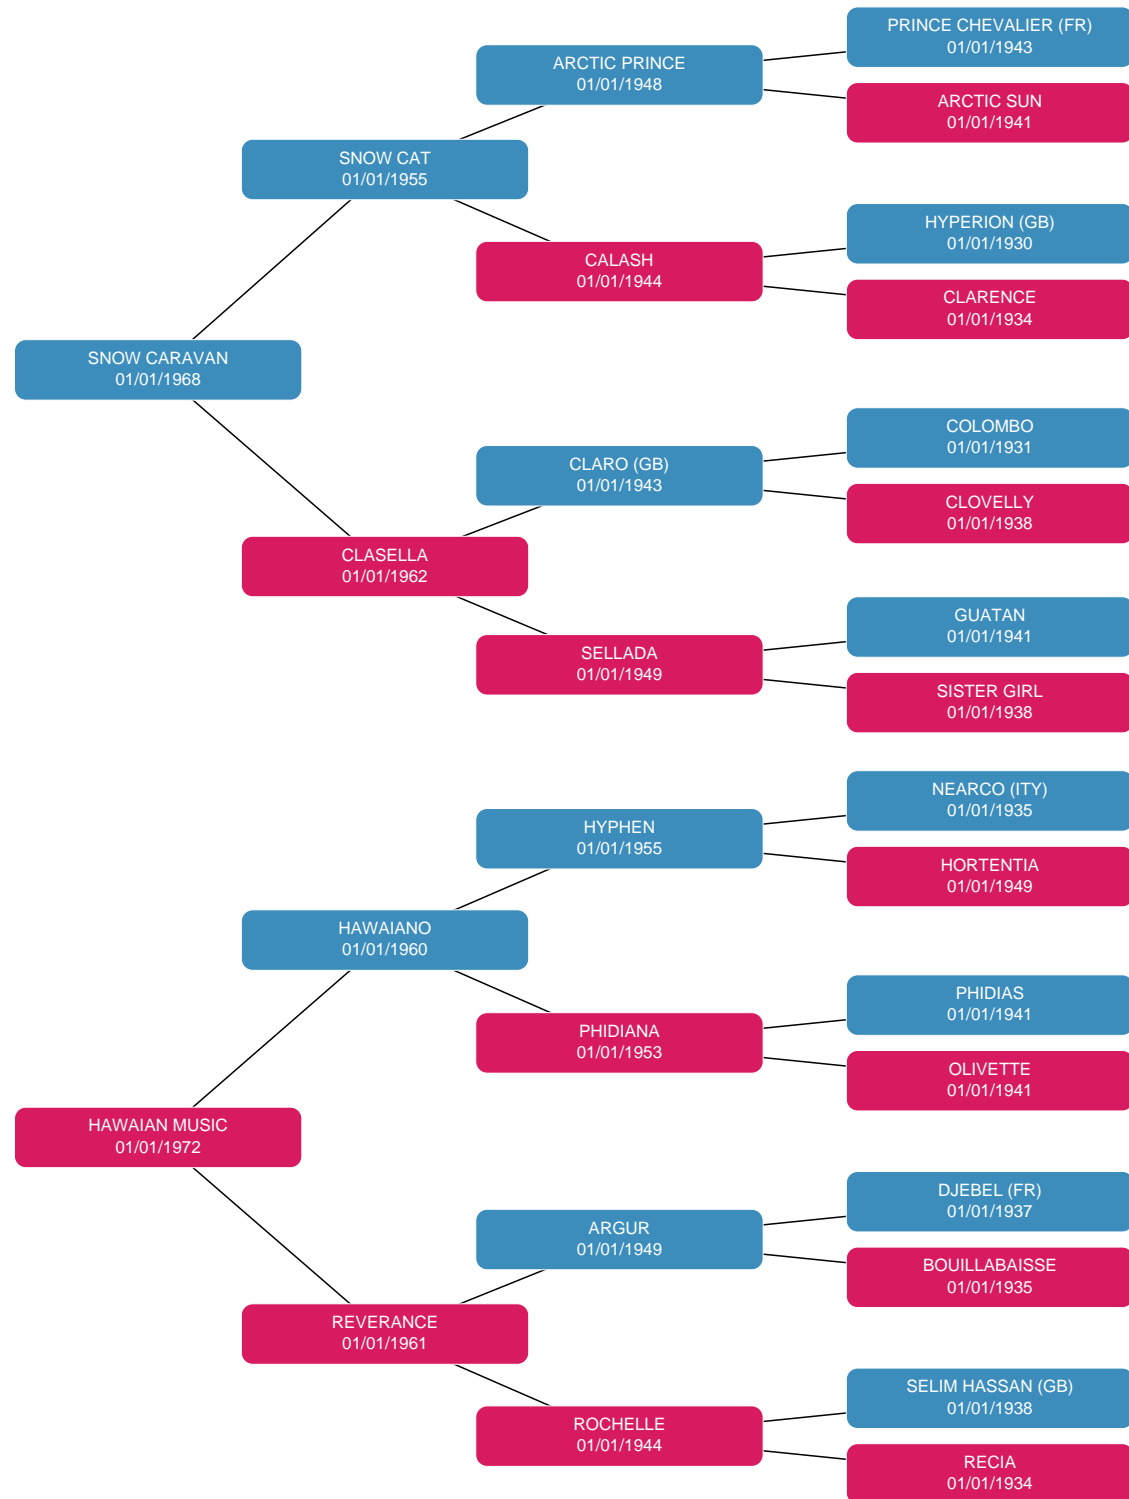 PRINCE CHEVALIER (FR)
01/01/1943
ARCTIC PRINCE
01/01/1948
ARCTIC SUN
01/01/1941
SNOW CAT
01/01/1955
HYPERION (GB)
01/01/1930
CALASH
01/01/1944
CLARENCE
01/01/1934
SNOW CARAVAN
01/01/1968
COLOMBO
01/01/1931
CLARO (GB)
01/01/1943
CLOVELLY
01/01/1938
CLASELLA
01/01/1962
GUATAN
01/01/1941
SELLADA
01/01/1949
SISTER GIRL
01/01/1938
NEARCO (ITY)
01/01/1935
HYPHEN
01/01/1955
HORTENTIA
01/01/1949
HAWAIANO
01/01/1960
PHIDIAS
01/01/1941
PHIDIANA
01/01/1953
OLIVETTE
01/01/1941
HAWAIAN MUSIC
01/01/1972
DJEBEL (FR)
01/01/1937
ARGUR
01/01/1949
BOUILLABAISSE
01/01/1935
REVERANCE
01/01/1961
SELIM HASSAN (GB)
01/01/1938
ROCHELLE
01/01/1944
RECIA
01/01/1934